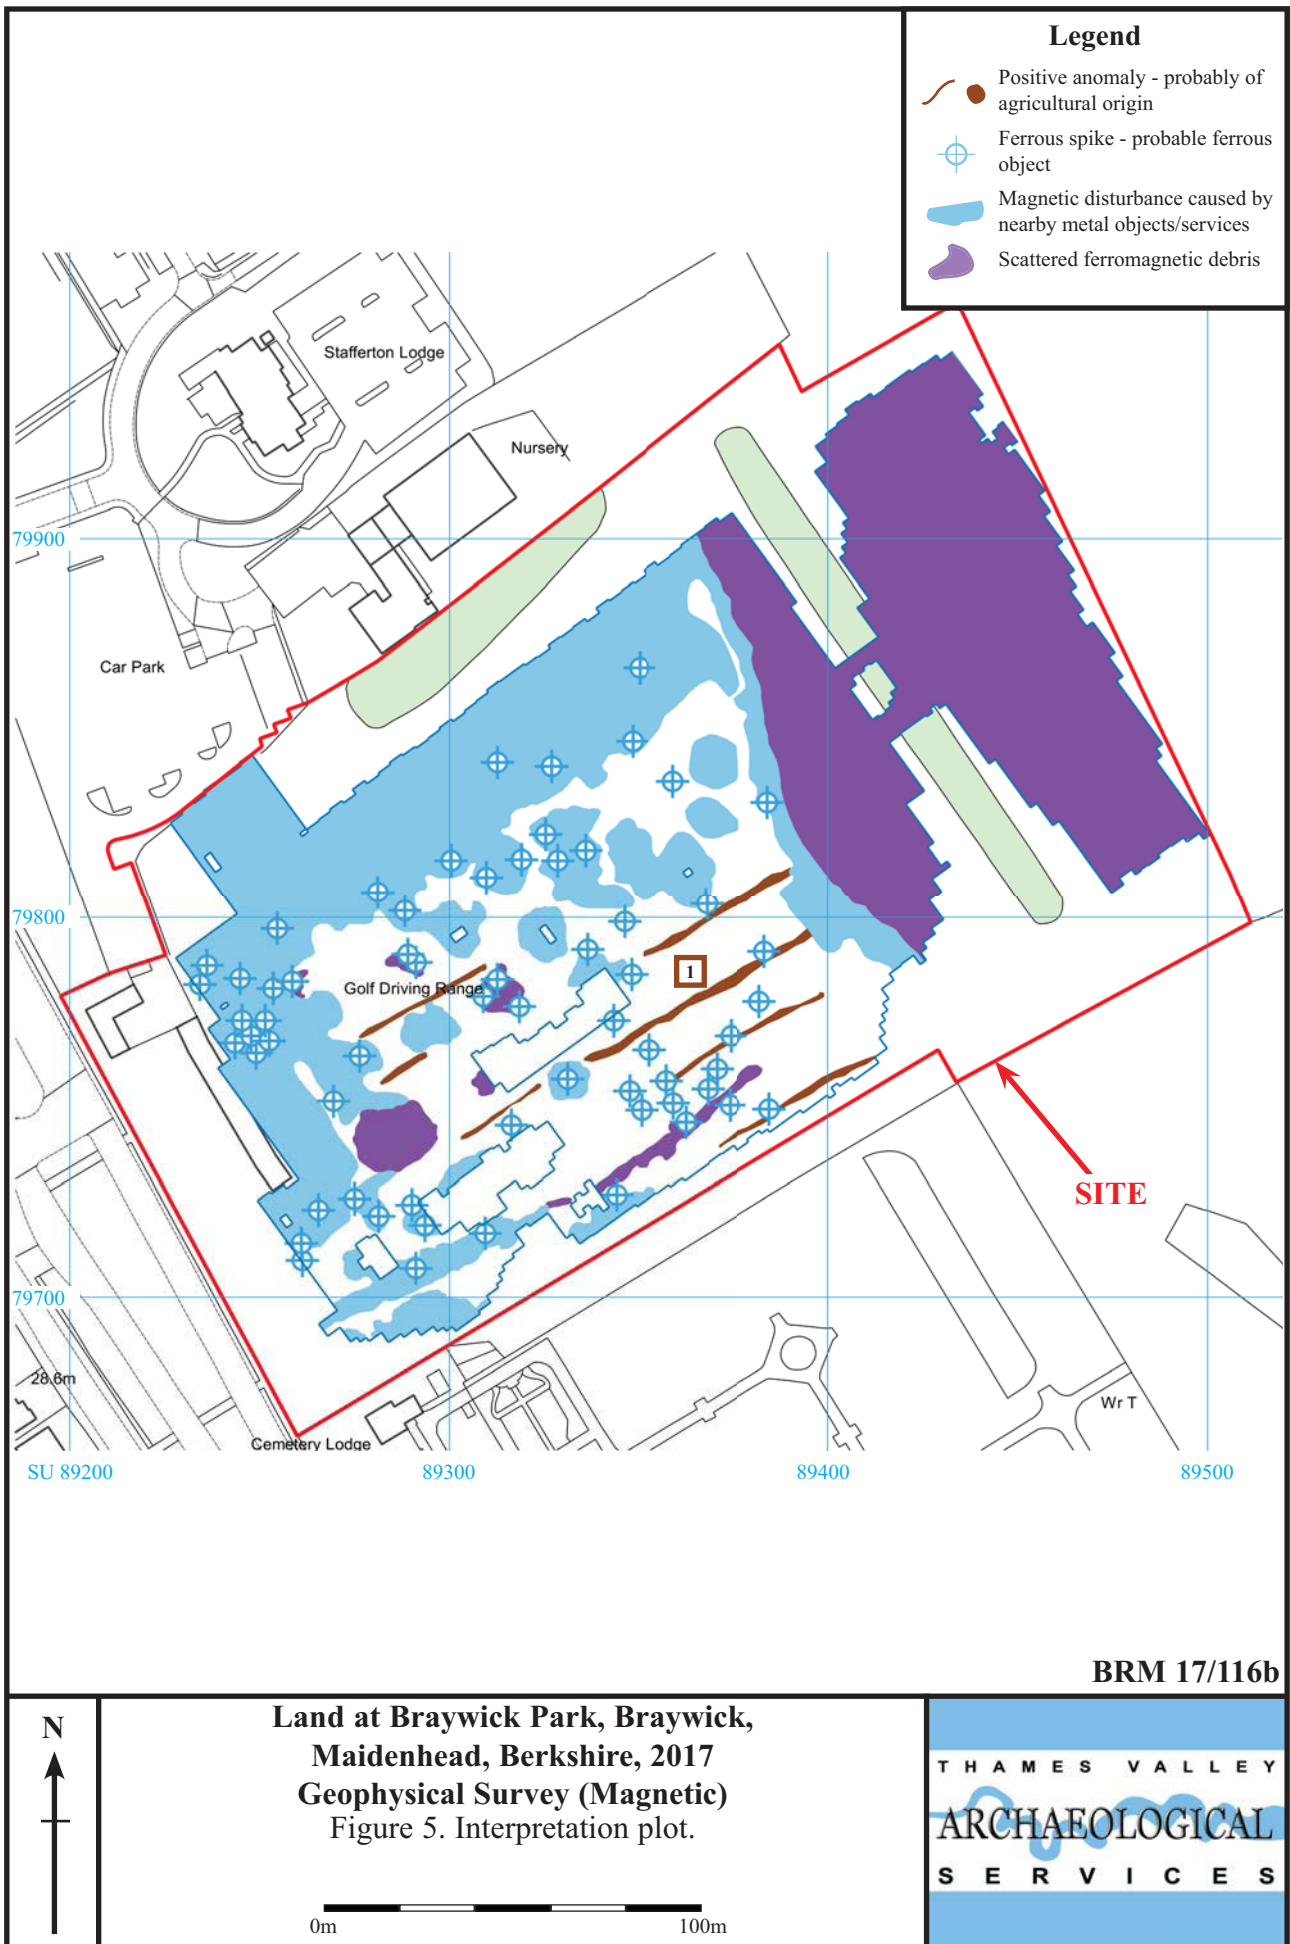 Legend
Positive anomaly - probably of
agricultural origin
Ferrous spike - probable ferrous
object
Magnetic disturbance caused by
nearby metal objects/services
Scattered ferromagnetic debris
Stafferton Lodge
Nursery
79900
Car Park
79800
1
Golf Driving Range
SITE
79700
28.6m
Wr T
Cemetery Lodge
SU 89200
89300
89400
89500
BRM 17/116b
N
Land at Braywick Park, Braywick,
Maidenhead, Berkshire, 2017
Geophysical Survey (Magnetic)
Figure 5. Interpretation plot.
0m
100m
THAMES VALLEY
ARCHAEOLOGICAL
SERVICES